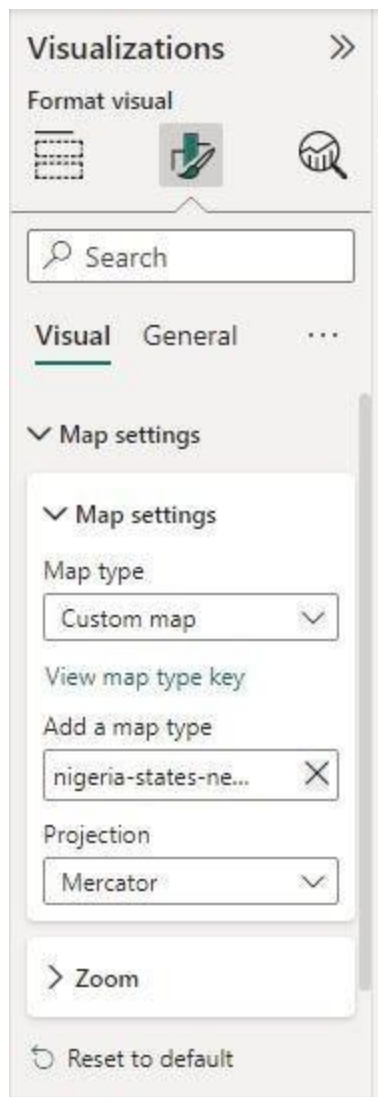 Visualizations
Format visual
Search
Visual General ...
Map settings
Map settings
Map type
Custom map
View map type key
Add a map type
nigeria-states-ne...
Projection
Mercator
Zoom
Reset to default